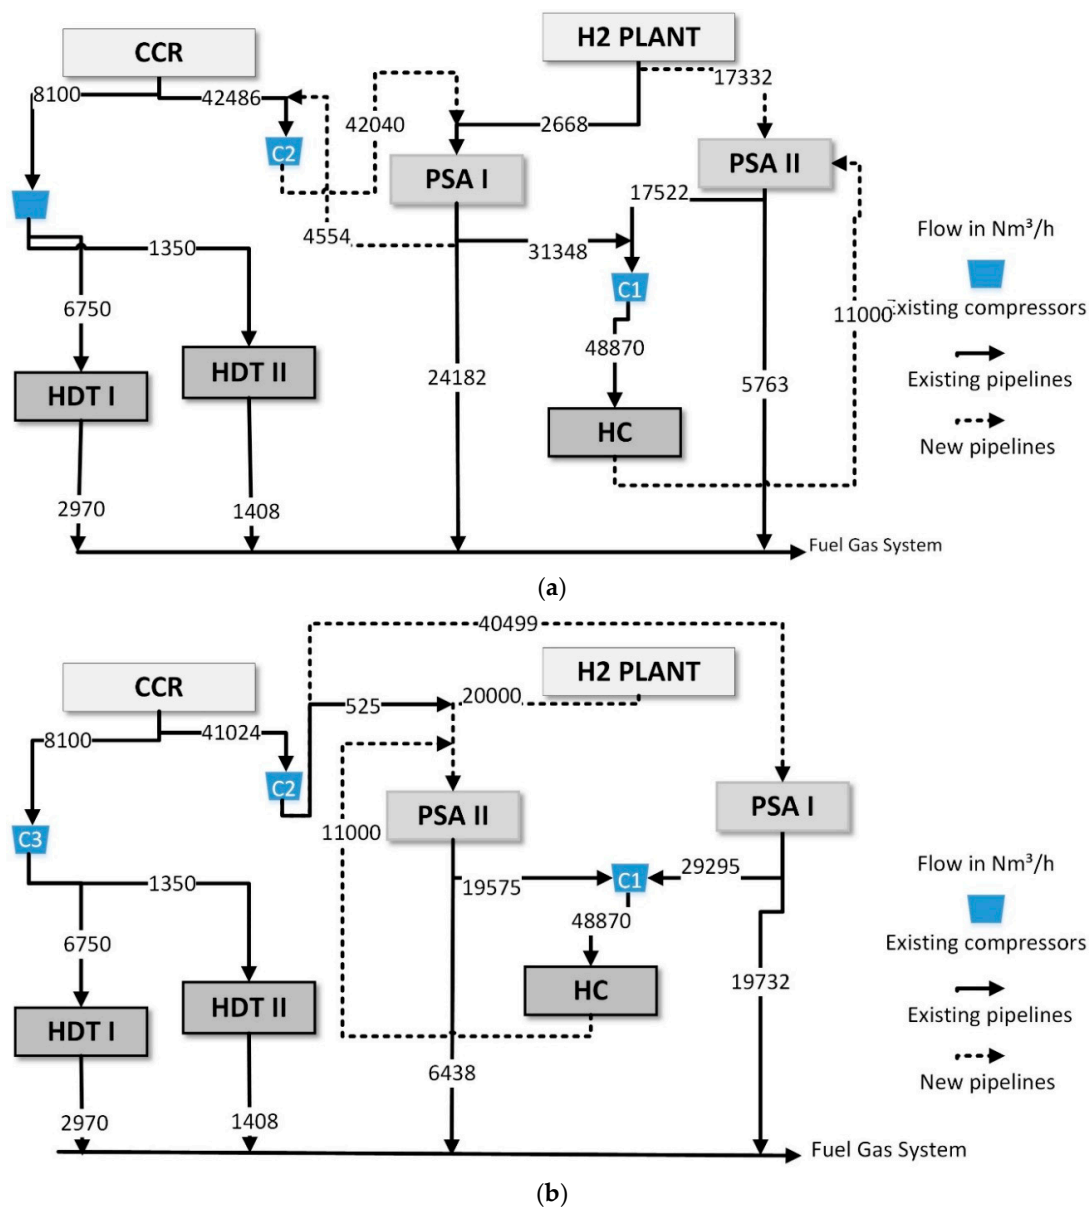 CCR
H2 PLANT
8100
42486
42040
17332
2668
C2
PSA I
PSA II
17522
4554
1350
31348
Flow in Nm³/h
C1
6750
11000
Existing compressors
48870
HDT I
HDT II
24182
5763
Existing pipelines
HC
New pipelines
2970
1408
Fuel Gas System
(a)
40499
CCR
H2 PLANT
525
20000
8100
41024
C2
PSA II
PSA I
C3
11000
29295
Flow in Nm³/h
1350
19575
C1
6750
48870
Existing compressors
HDT I
HDT II
HC
19732
Existing pipelines
6438
New pipelines
2970
1408
Fuel Gas System
(b)